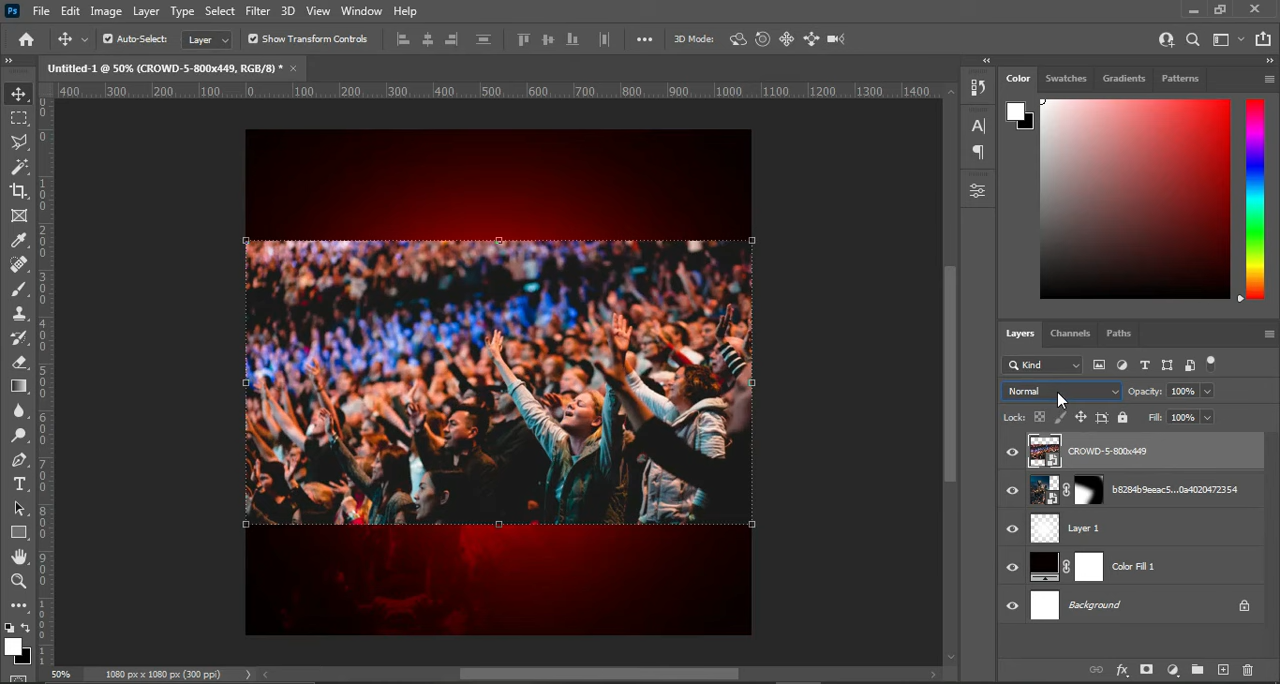 Ps File Edit Image Layer Type Select Filter 3D View Window Help
Auto-Select: Layer Show Transform Controls 3D Mode:
Untitled-1 @ 50% (CROWD-5-800x449, RGB/8) *
Color Swatches Gradients Patterns
400 300 200 100 0 100 200 300 400 500 600 700 800 900 1000 1100 1200 1300 1400
Layers Channels Paths
Kind
Normal Opacity: 100%
Lock: Fill: 100%
CROWD-5-800x449
b8284b9eeac5...0a4020472354
Layer 1
Color Fill 1
Background
50% 1080 px x 1080 px (300 ppi)